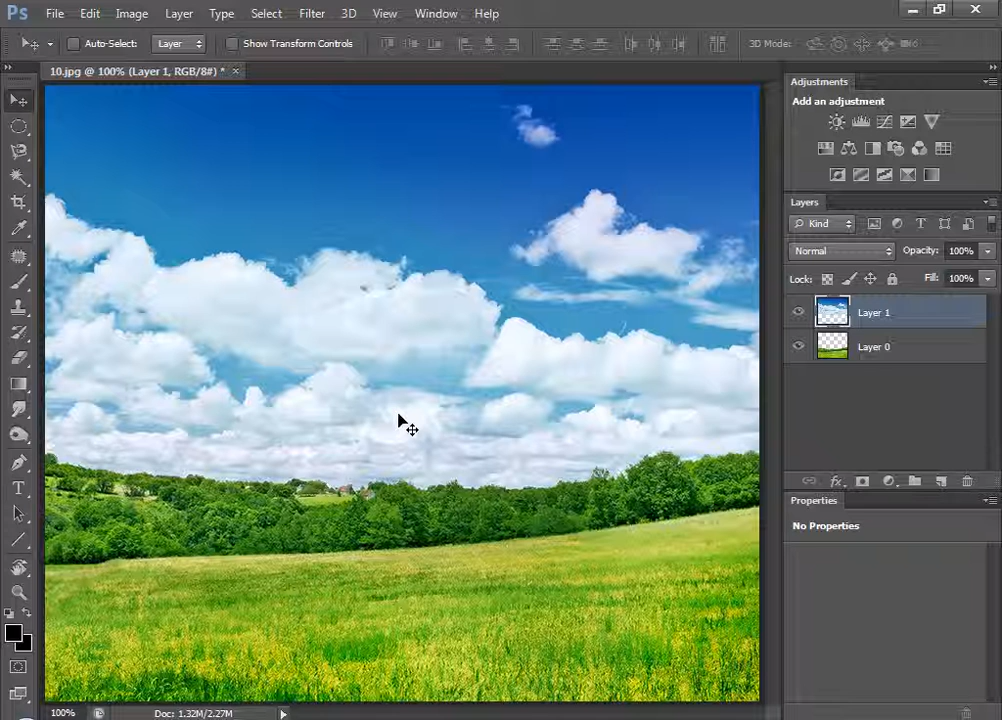 Ps File Edit Image Layer Type Select Filter 3D View Window Help
Auto-Select: Layer Show Transform Controls 3D Mode:
10.jpg @ 100% (Layer 1, RGB/8#) * ×
Adjustments
Add an adjustment
Layers
Kind
Normal Opacity: 100%
Lock: Fill: 100%
Layer 1
Layer 0
fx
Properties
No Properties
100% Doc: 1.32M/2.27M